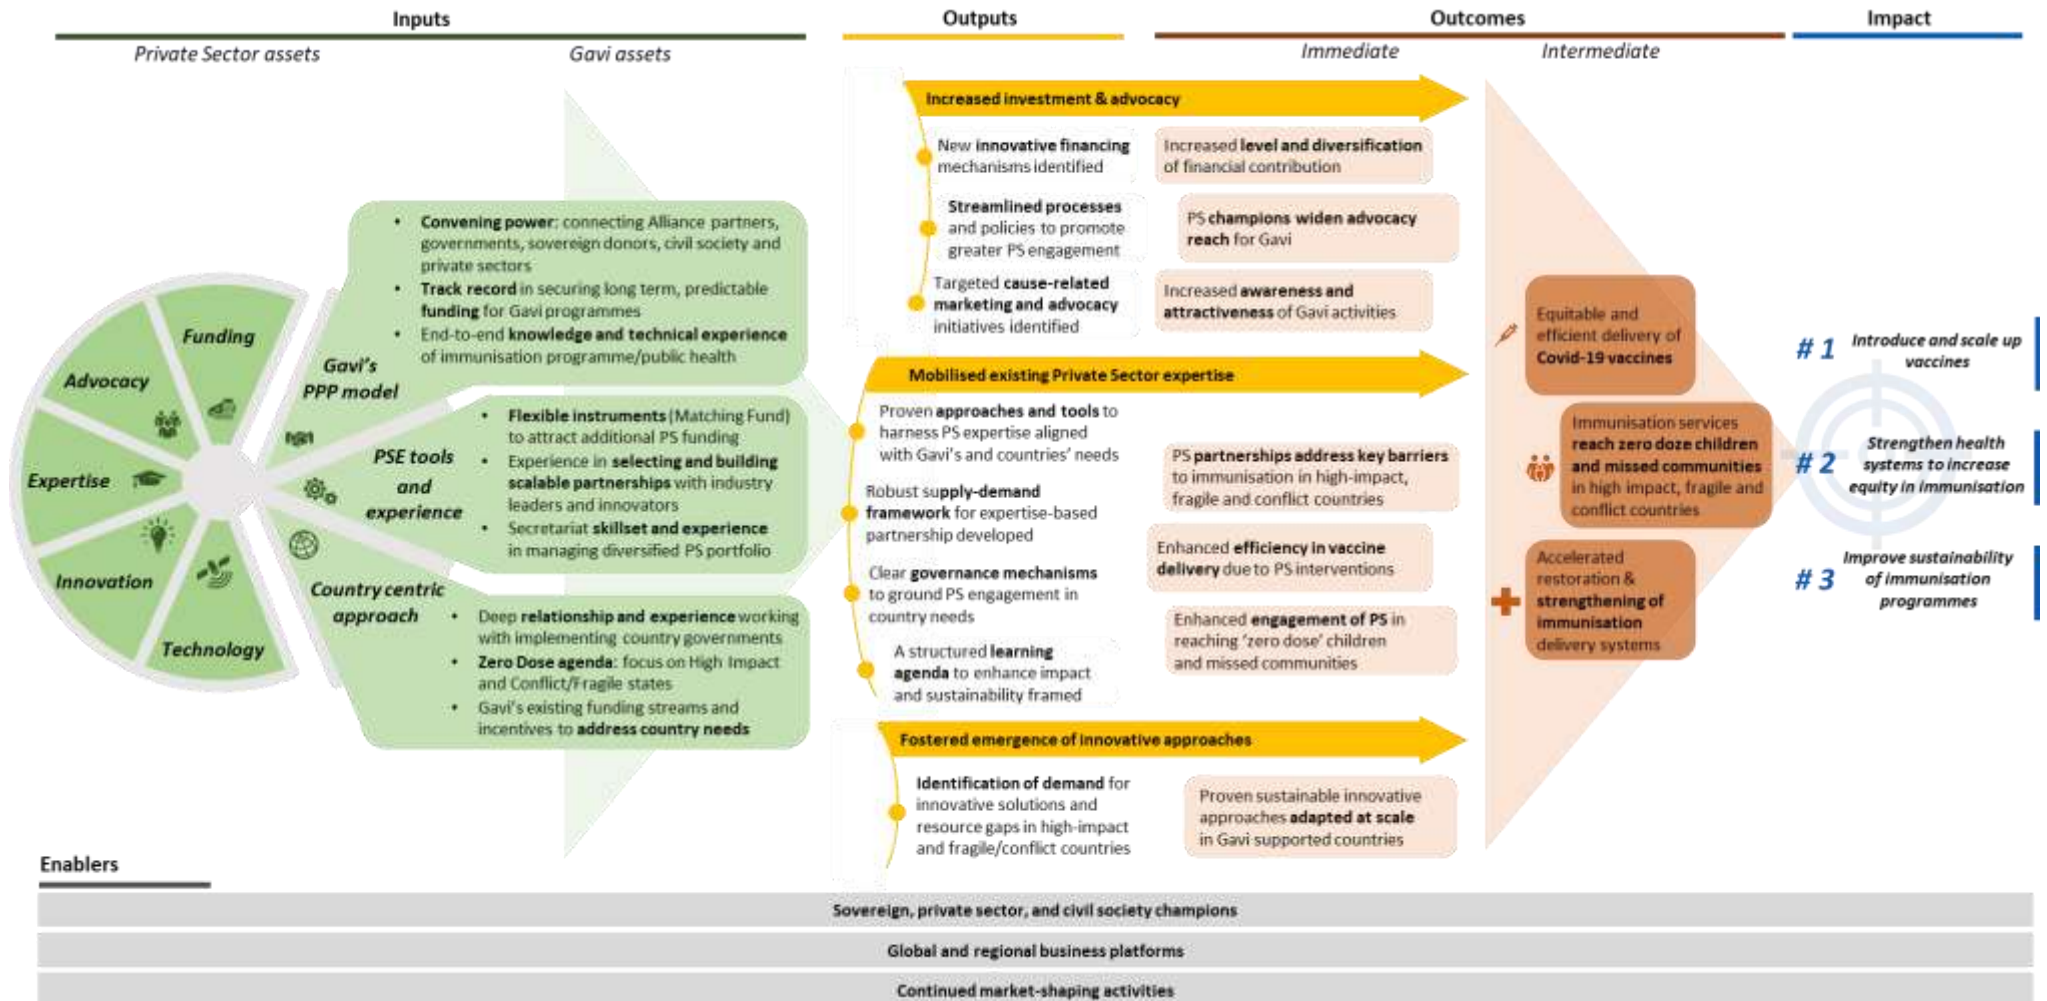 Inputs
Outputs
Outcomes
Impact
Private Sector assets
Gavi assets
Immediate
Intermediate
Funding
Advocacy
Expertise
Innovation
Technology
Gavi's
PPP model
• Convening power: connecting Alliance partners,
governments, sovereign donors, civil society and
private sectors
• Track record in securing long term, predictable
funding for Gavi programmes
• End-to-end knowledge and technical experience
of immunisation programme/public health
PSE tools
and
experience
• Flexible instruments (Matching Fund)
to attract additional PS funding
• Experience in selecting and building
scalable partnerships with industry
leaders and innovators
• Secretariat skillset and experience
in managing diversified PS portfolio
Country centric
approach
• Deep relationship and experience working
with implementing country governments
• Zero Dose agenda: focus on High Impact
and Conflict/Fragile states
• Gavi's existing funding streams and
incentives to address country needs
Increased investment & advocacy
New innovative financing
mechanisms identified
Streamlined processes
and policies to promote
greater PS engagement
Targeted cause-related
marketing and advocacy
initiatives identified
Increased level and diversification
of financial contribution
PS champions widen advocacy
reach for Gavi
Increased awareness and
attractiveness of Gavi activities
Mobilised existing Private Sector expertise
Proven approaches and tools to
harness PS expertise aligned
with Gavi's and countries' needs
Robust supply-demand
framework for expertise-based
partnership developed
Clear governance mechanisms
to ground PS engagement in
country needs
A structured learning
agenda to enhance impact
and sustainability framed
PS partnerships address key barriers
to immunisation in high-impact,
fragile and conflict countries
Enhanced efficiency in vaccine
delivery due to PS interventions
Enhanced engagement of PS in
reaching 'zero dose' children
and missed communities
Fostered emergence of innovative approaches
Identification of demand for
innovative solutions and
resource gaps in high-impact
and fragile/conflict countries
Proven sustainable innovative
approaches adapted at scale
in Gavi supported countries
Equitable and
efficient delivery of
Covid-19 vaccines
Immunisation services
reach zero doze children
and missed communities
in high impact, fragile and
conflict countries
Accelerated
restoration &
strengthening of
immunisation
delivery systems
# 1
Introduce and scale up
vaccines
# 2
Strengthen health
systems to increase
equity in immunisation
# 3
Improve sustainability
of immunisation
programmes
Enablers
Sovereign, private sector, and civil society champions
Global and regional business platforms
Continued market-shaping activities